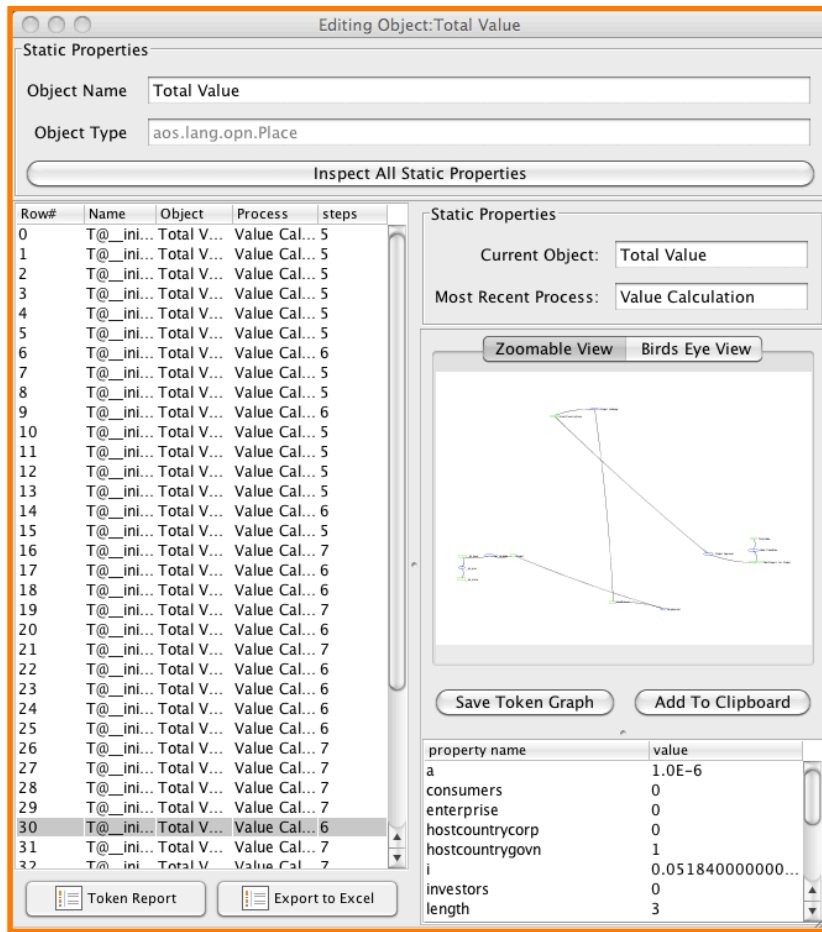 Editing Object:Total Value
Static Properties
Object Name Total Value
Object Type aos.lang.opn.Place
Inspect All Static Properties
Row# Name Object Process steps
0 T@__ini... Total V... Value Cal... 5
1 T@__ini... Total V... Value Cal... 5
2 T@__ini... Total V... Value Cal... 5
3 T@__ini... Total V... Value Cal... 5
4 T@__ini... Total V... Value Cal... 5
5 T@__ini... Total V... Value Cal... 5
6 T@__ini... Total V... Value Cal... 6
7 T@__ini... Total V... Value Cal... 5
8 T@__ini... Total V... Value Cal... 5
9 T@__ini... Total V... Value Cal... 6
10 T@__ini... Total V... Value Cal... 5
11 T@__ini... Total V... Value Cal... 5
12 T@__ini... Total V... Value Cal... 5
13 T@__ini... Total V... Value Cal... 5
14 T@__ini... Total V... Value Cal... 6
15 T@__ini... Total V... Value Cal... 5
16 T@__ini... Total V... Value Cal... 7
17 T@__ini... Total V... Value Cal... 6
18 T@__ini... Total V... Value Cal... 6
19 T@__ini... Total V... Value Cal... 7
20 T@__ini... Total V... Value Cal... 6
21 T@__ini... Total V... Value Cal... 7
22 T@__ini... Total V... Value Cal... 6
23 T@__ini... Total V... Value Cal... 6
24 T@__ini... Total V... Value Cal... 6
25 T@__ini... Total V... Value Cal... 6
26 T@__ini... Total V... Value Cal... 7
27 T@__ini... Total V... Value Cal... 7
28 T@__ini... Total V... Value Cal... 7
29 T@__ini... Total V... Value Cal... 7
30 T@__ini... Total V... Value Cal... 6
31 T@__ini... Total V... Value Cal... 7
32 T@__ini... Total V... Value Cal... 7
Token Report Export to Excel
Static Properties
Current Object: Total Value
Most Recent Process: Value Calculation
Zoomable View Birds Eye View
Save Token Graph Add To Clipboard
property name value
a 1.0E-6
consumers 0
enterprise 0
hostcountrycorp 0
hostcountrygovn 1
i 0.051840000000...
investors 0
length 3